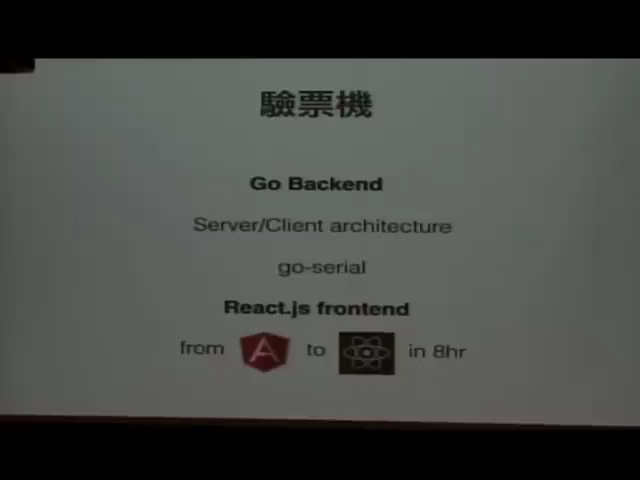 驗票機
Go Backend
Server/Client architecture
go-serial
React.js frontend
from A to in 8hr